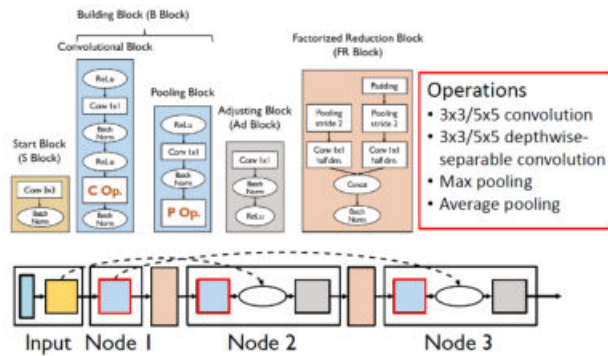 Building Block (B Block)
Convolutional Block
ReLu
Conv 1x1
Batch
Norm.
ReLu
C Op.
Batch
Norm.
Pooling Block
ReLu
Conv 1x1
Batch
Norm.
P Op.
Start Block
(S Block)
Conv 3x3
Batch
Norm.
Adjusting Block
(Ad Block)
Conv 1x1
Batch
Norm.
ReLu
Factorized Reduction Block
(FR Block)
Padding
Pooling
stride 2
Pooling
stride 2
Conv 1x1
half dim.
Conv 1x1
half dim.
Concat
Batch
Norm.
Operations
• 3x3/5x5 convolution
• 3x3/5x5 depthwise-
separable convolution
• Max pooling
• Average pooling
Input
Node 1
Node 2
Node 3